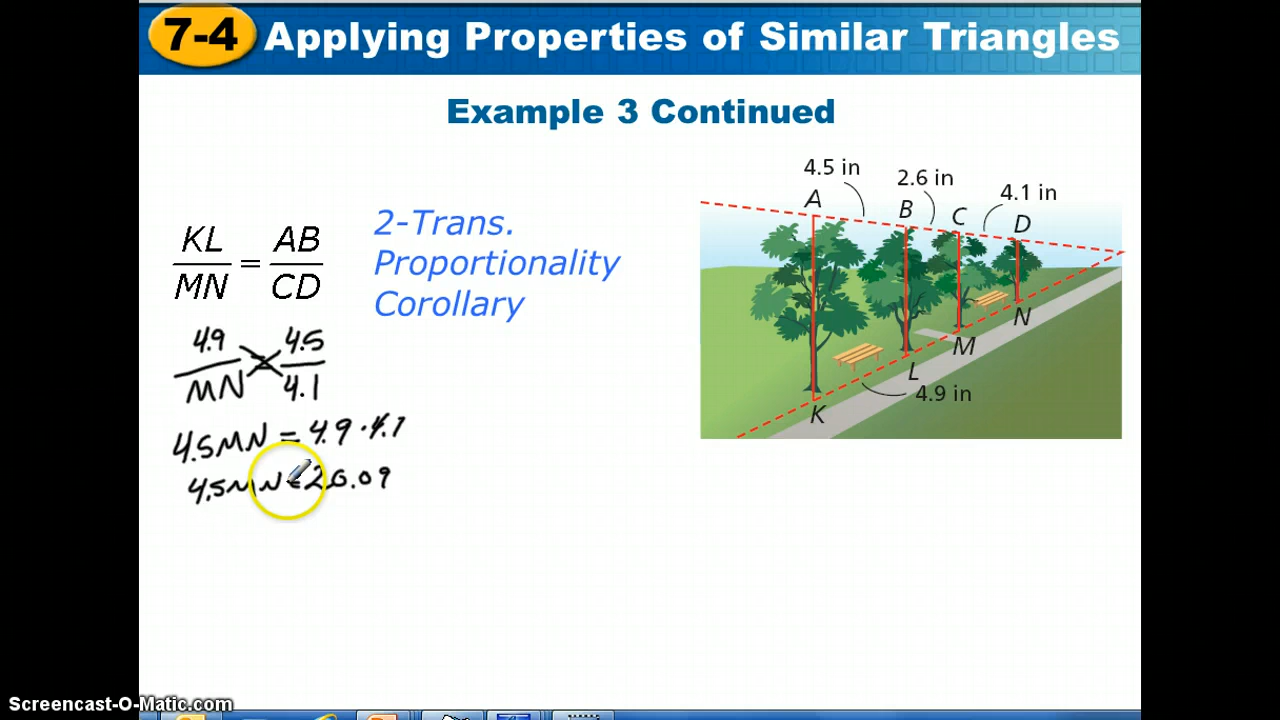 7-4 Applying Properties of Similar Triangles
Example 3 Continued
KL/MN = AB/CD
2-Trans.
Proportionality
Corollary
4.9/MN = 4.5/4.1
4.5MN = 4.9 · 4.1
4.5MN = 20.09
4.5 in
2.6 in
4.1 in
A
B
C
D
N
M
L
4.9 in
K
Screencast-O-Matic.com